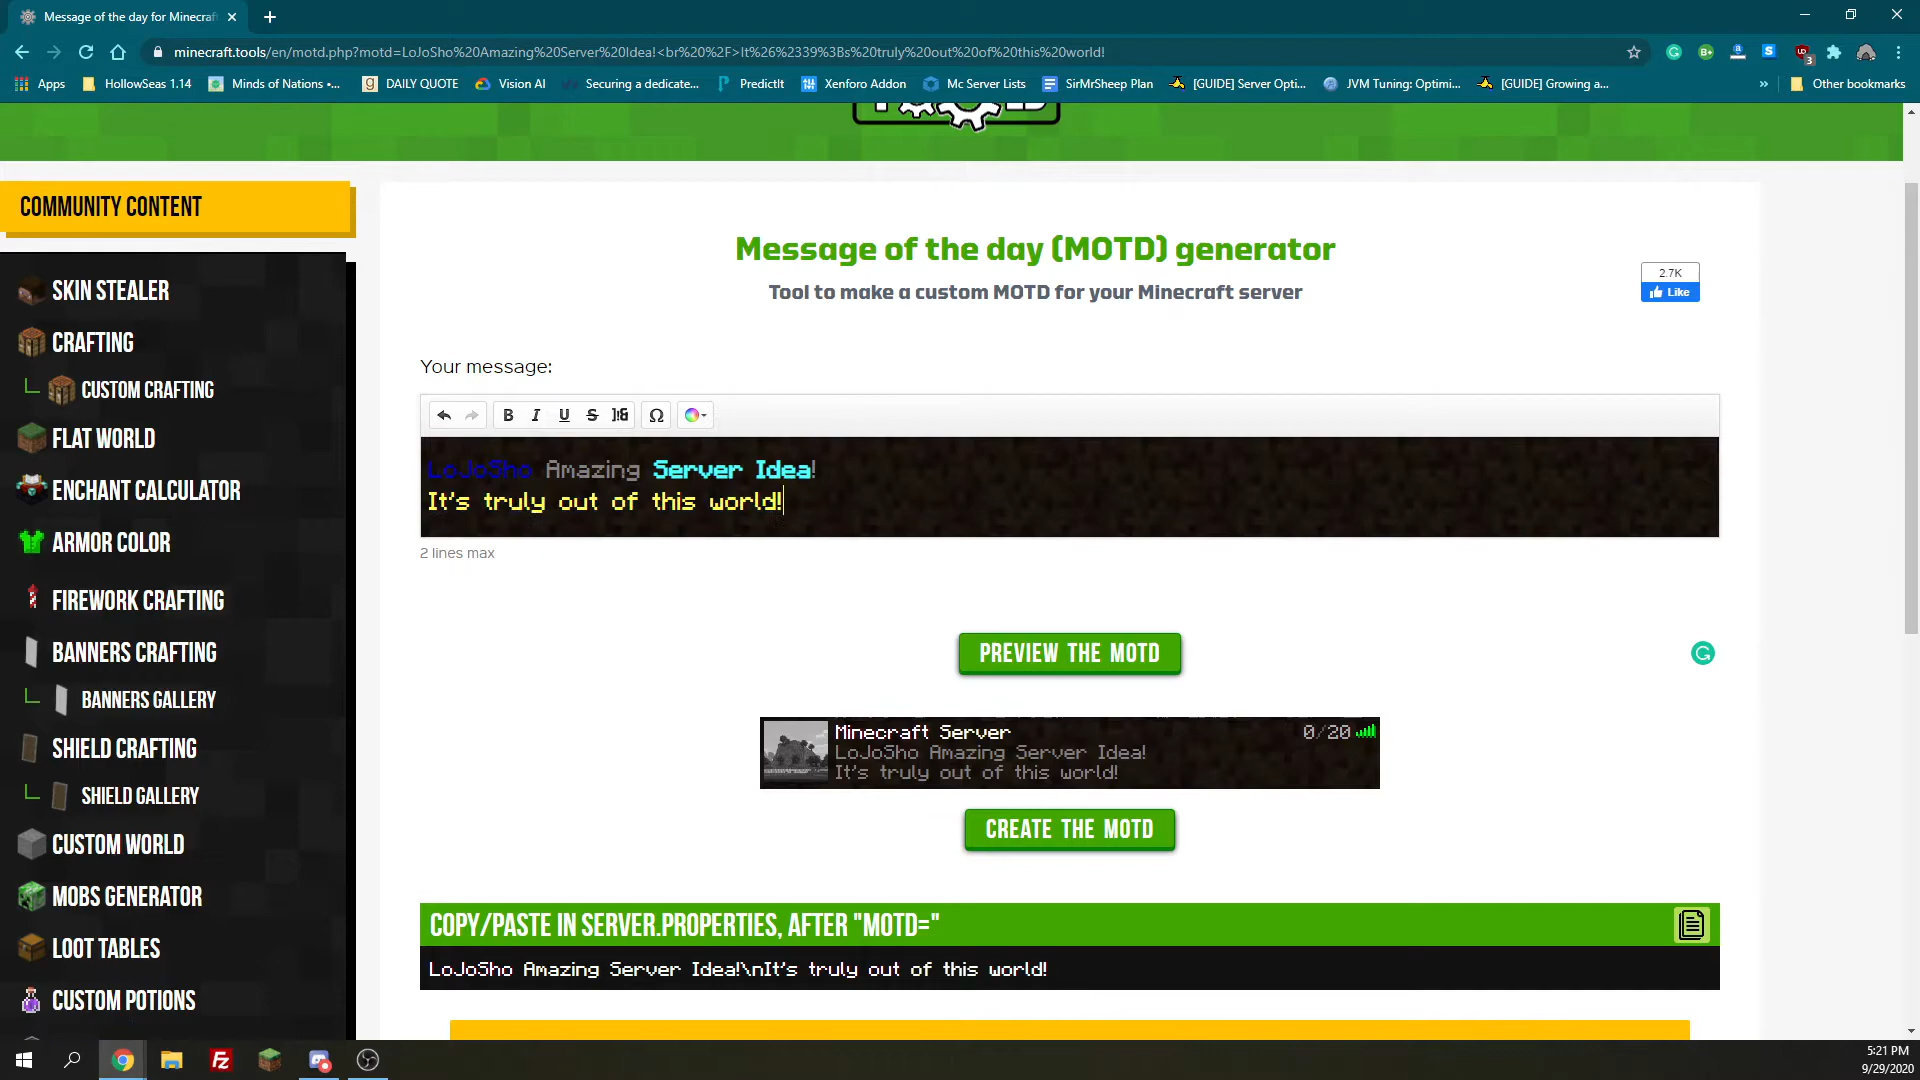 Message of the day for Minecraft
minecraft.tools/en/motd.php?motd=LoJoSho%20Amazing%20Server%20Idea!<br%20%2F>It%26%2339%3Bs%20truly%20out%20of%20this%20world!
3
Apps
HollowSeas 1.14
Minds of Nations •...
DAILY QUOTE
Vision AI
Securing a dedicate...
PredictIt
Xenforo Addon
Mc Server Lists
SirMrSheep Plan
[GUIDE] Server Opti...
JVM Tuning: Optimi...
[GUIDE] Growing a...
»
Other bookmarks
COMMUNITY CONTENT
SKIN STEALER
CRAFTING
CUSTOM CRAFTING
FLAT WORLD
ENCHANT CALCULATOR
ARMOR COLOR
FIREWORK CRAFTING
BANNERS CRAFTING
BANNERS GALLERY
SHIELD CRAFTING
SHIELD GALLERY
CUSTOM WORLD
MOBS GENERATOR
LOOT TABLES
CUSTOM POTIONS
Message of the day (MOTD) generator
Tool to make a custom MOTD for your Minecraft server
2.7K
Like
Your message:
B I U S Ω
LoJoSho Amazing Server Idea!
It's truly out of this world!
2 lines max
PREVIEW THE MOTD
Minecraft Server 0/20
LoJoSho Amazing Server Idea!
It's truly out of this world!
CREATE THE MOTD
COPY/PASTE IN SERVER.PROPERTIES, AFTER "MOTD="
LoJoSho Amazing Server Idea!\nIt's truly out of this world!
5:21 PM
9/29/2020